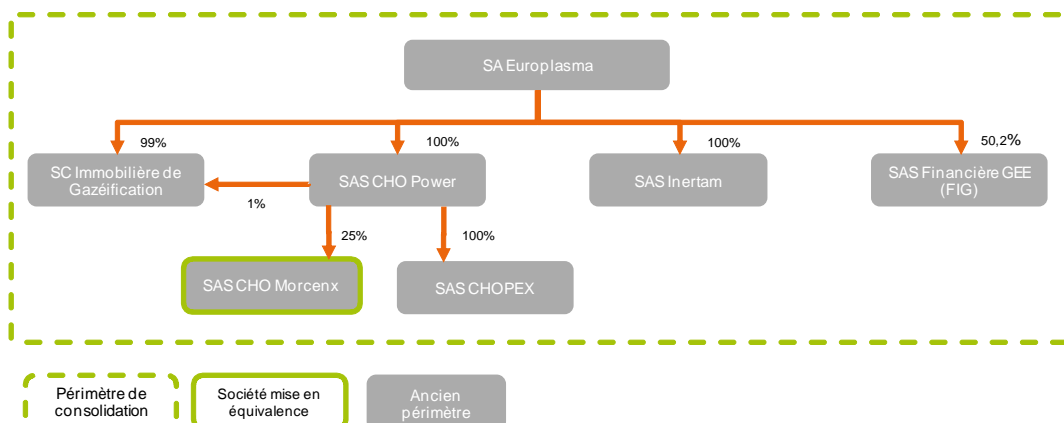 SA Europlasma
99%
100%
100%
50,2%
SC Immobilière de
Gazéification
SAS CHO Power
SAS Inertam
SAS Financière GEE
(FIG)
1%
25%
100%
SAS CHO Morcenx
SAS CHOPEX
Périmètre de
consolidation
Société mise en
équivalence
Ancien
périmètre